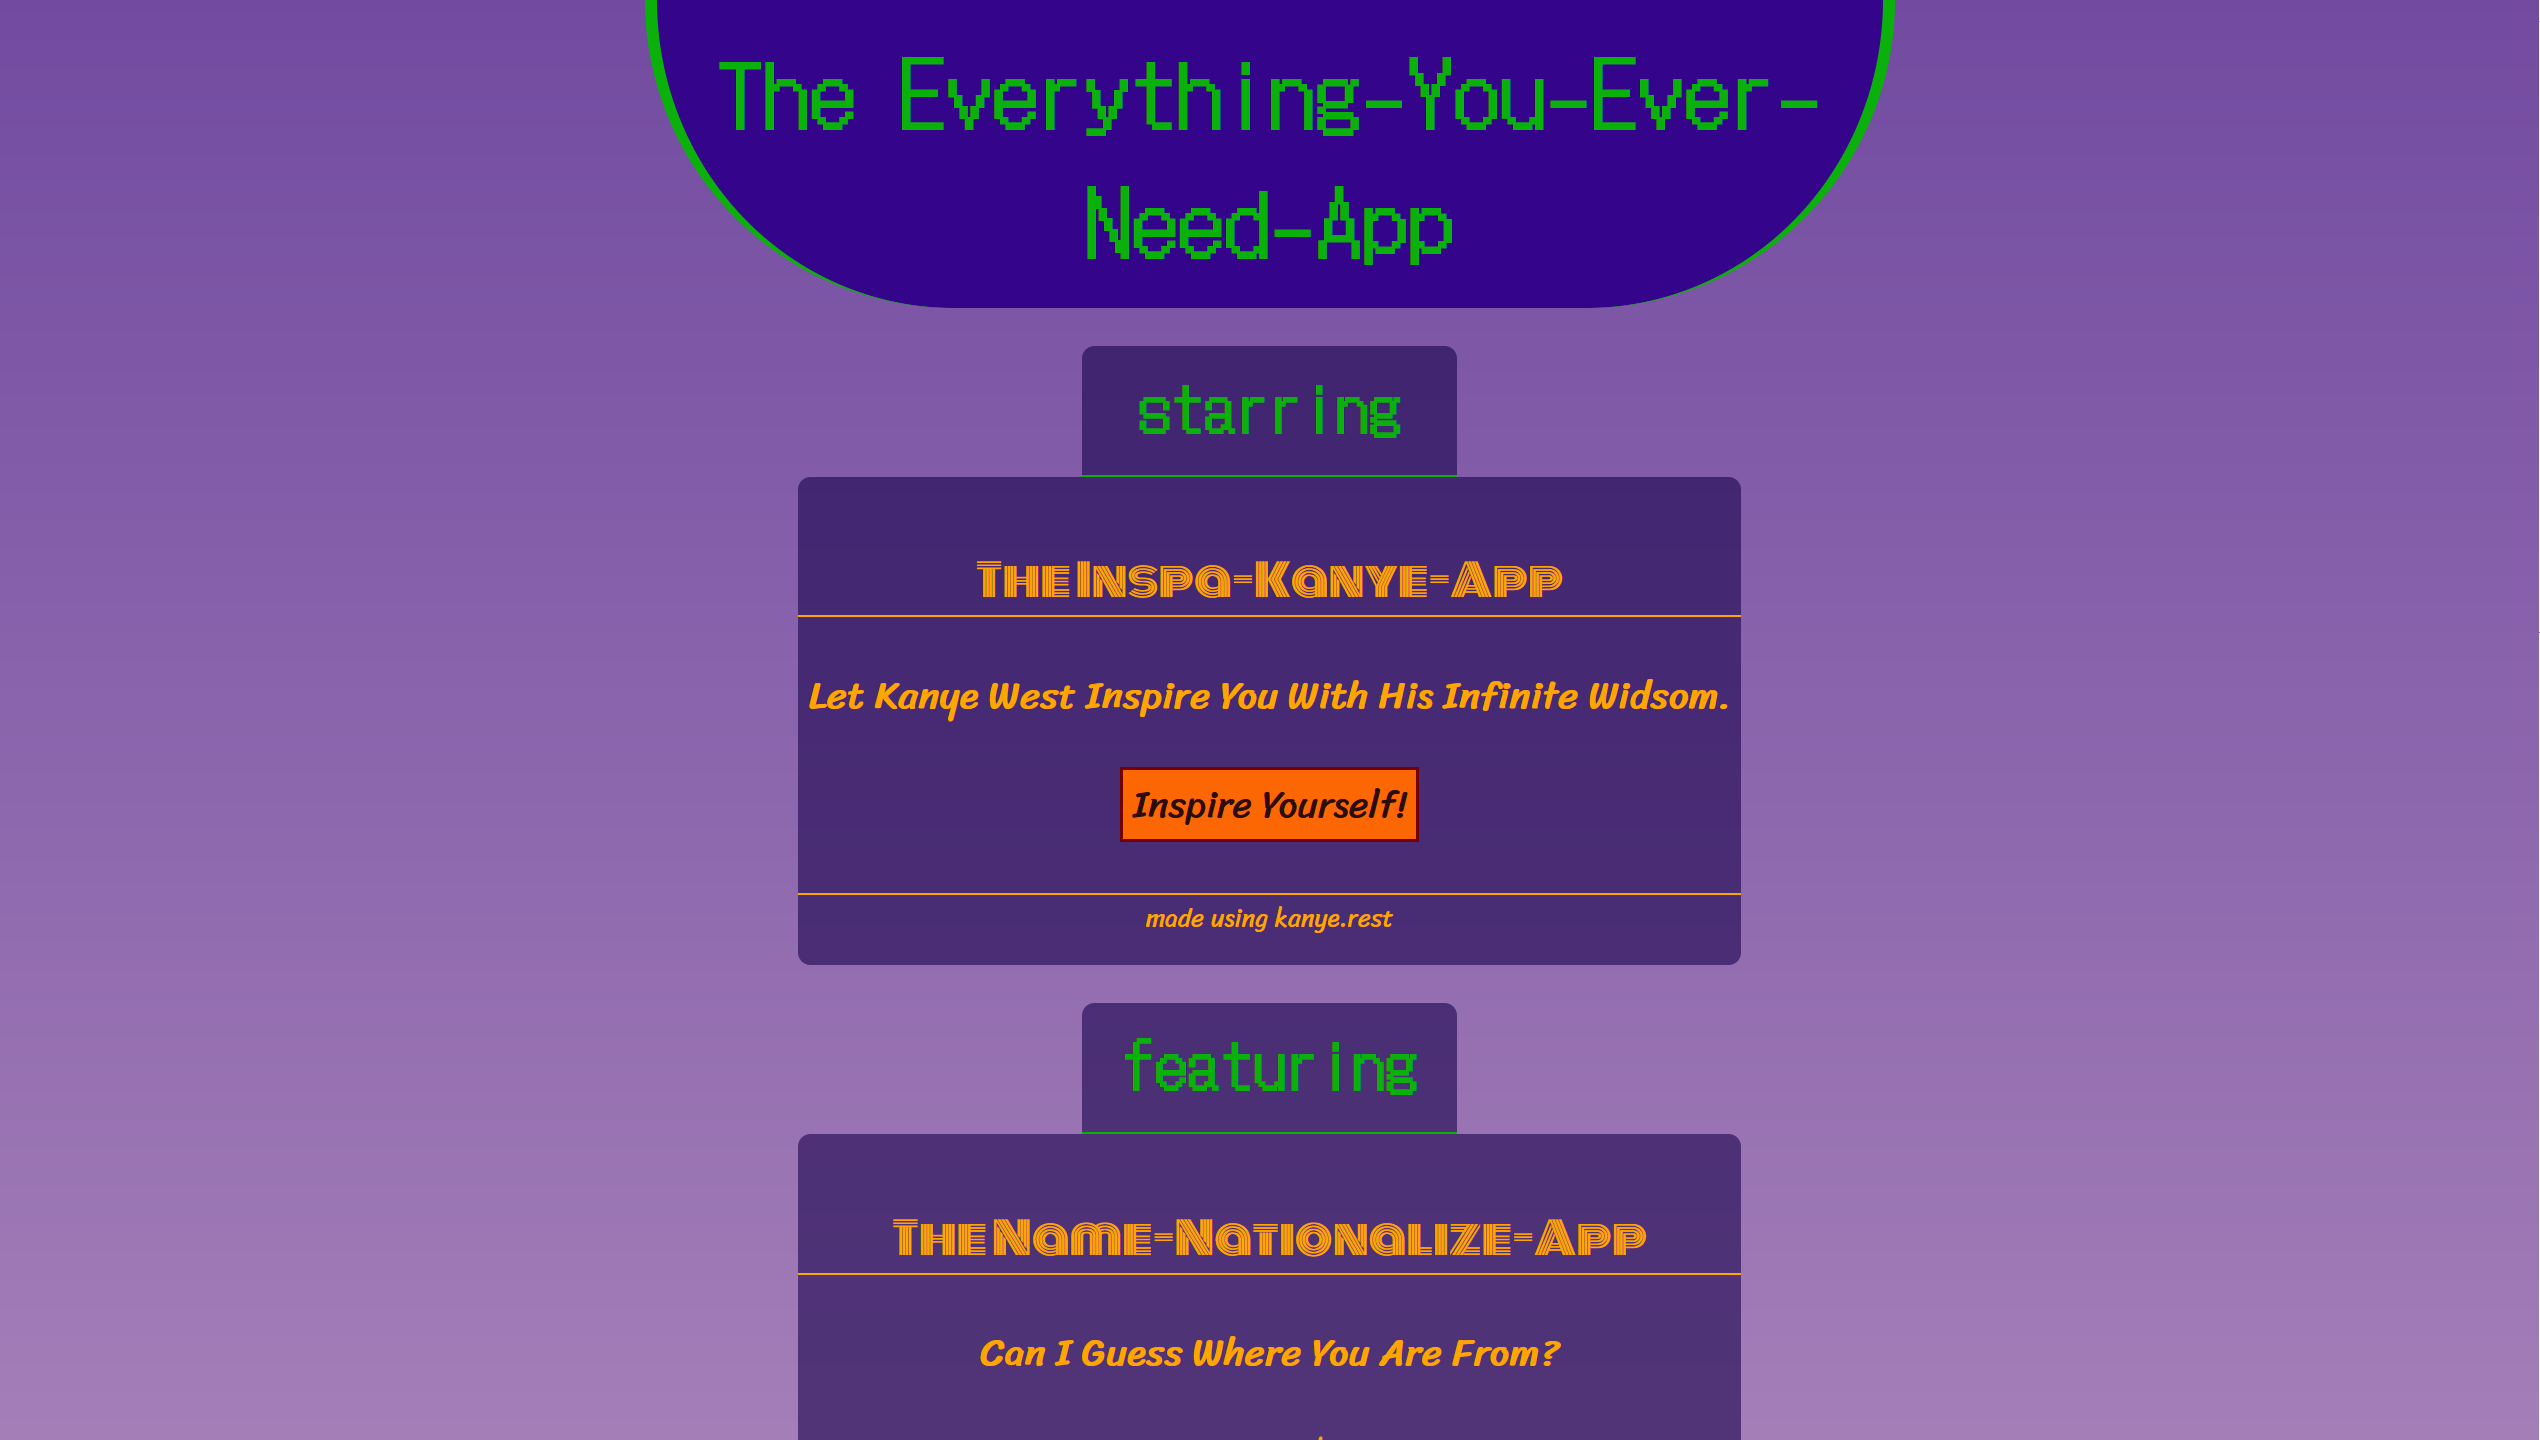 The Everything-You-Ever-
Need-App
starring
The Inspa-Kanye-App
Let Kanye West Inspire You With His Infinite Widsom.
Inspire Yourself!
made using kanye.rest
featuring
The Name-Nationalize-App
Can I Guess Where You Are From?